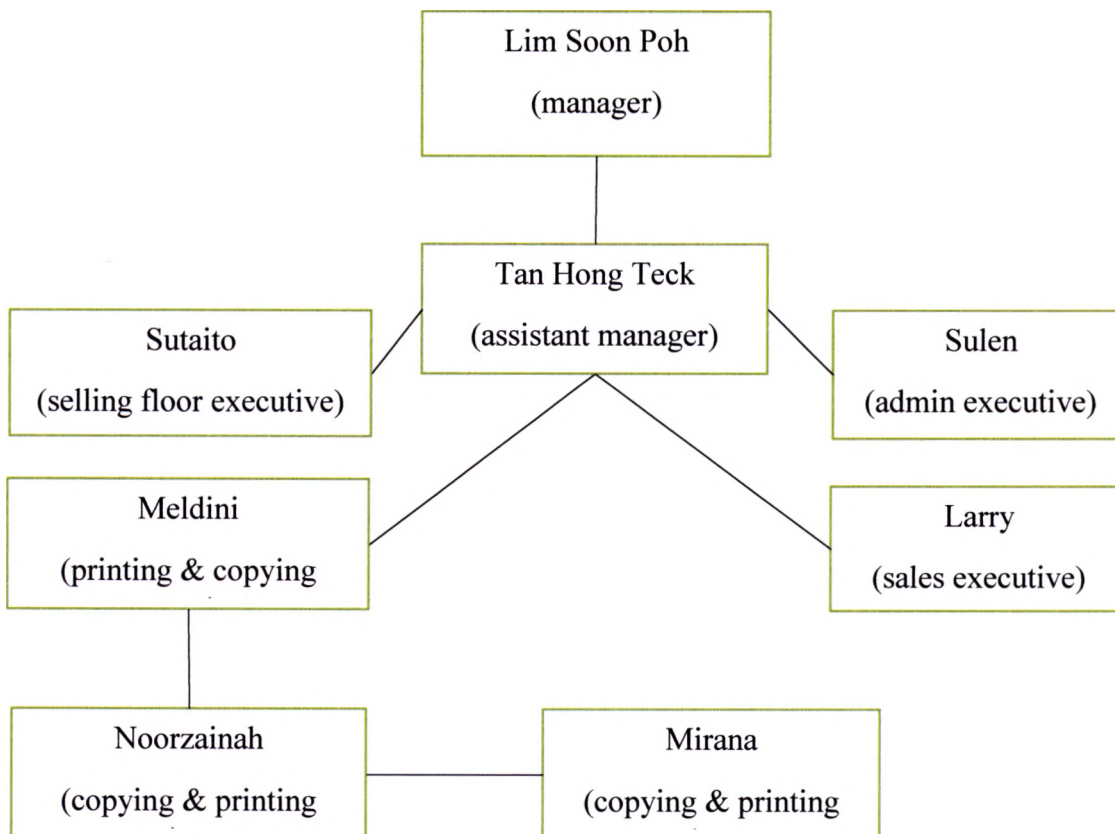 Lim Soon Poh
(manager)
Tan Hong Teck
(assistant manager)
Sutaito
(selling floor executive)
Sulen
(admin executive)
Meldini
(printing & copying
Larry
(sales executive)
Noorzainah
(copying & printing
Mirana
(copying & printing